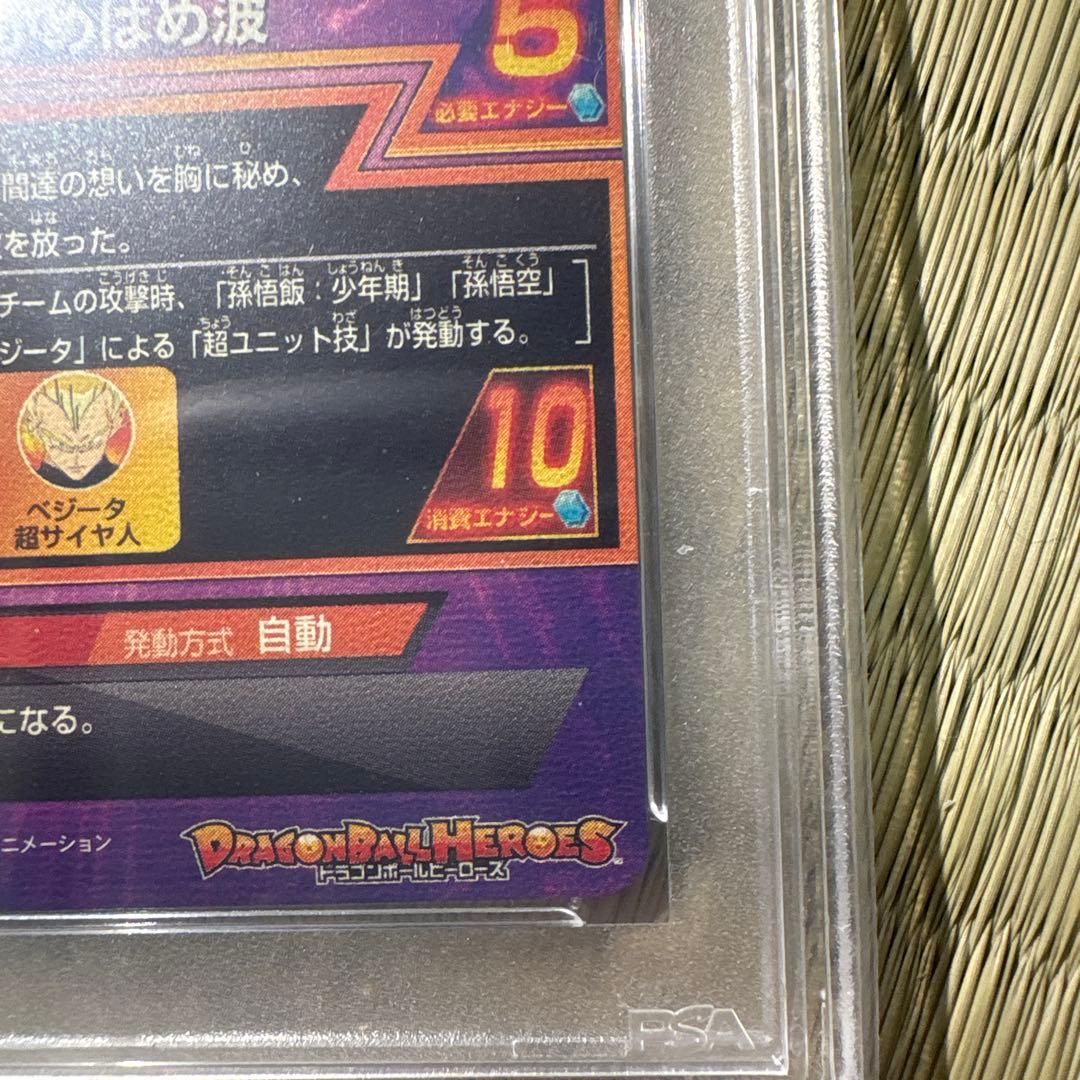 めはめ波
5
必要エナジー
間達の想いを胸に秘め、
を放った。
チームの攻撃時、「孫悟飯：少年期」「孫悟空」
ジータ」による「超ユニット技」が発動する。
10
消費エナジー
ベジータ
超サイヤ人
発動方式 自動
になる。
ニメーション
DRAGONBALL HEROES
ドラゴンボールヒーローズ
PSA